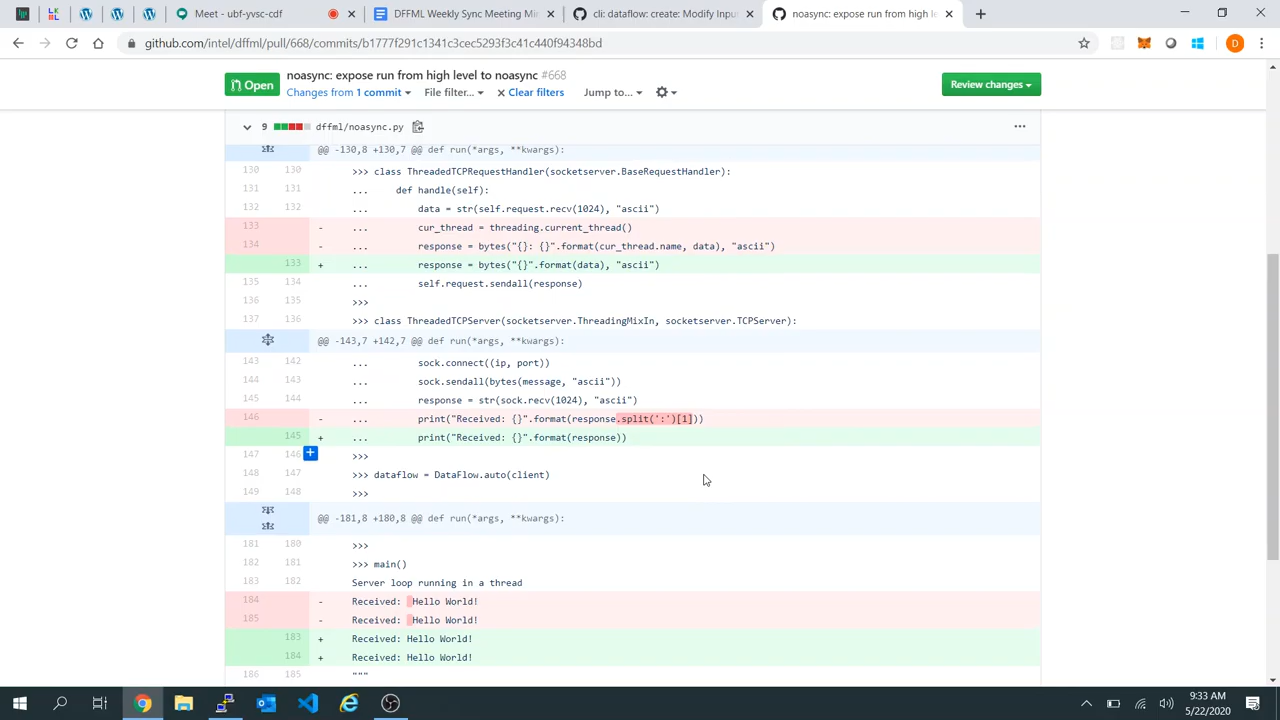 Meet - ubf-yvsc-cdf
DFFML Weekly Sync Meeting Mi
cli: dataflow: create: Modify Input
noasync: expose run from high le
github.com/intel/dffml/pull/668/commits/b1777f291c1341c3cec5293f3c41c440f94348bd
D
Open
noasync: expose run from high level to noasync #668
Changes from 1 commit
File filter...
Clear filters
Jump to...
Review changes
9 dffml/noasync.py
@@ -130,8 +130,7 @@ def run(*args, **kwargs):
130 130 >>> class ThreadedTCPRequestHandler(socketserver.BaseRequestHandler):
131 131 ... def handle(self):
132 132 ... data = str(self.request.recv(1024), "ascii")
133 - ... cur_thread = threading.current_thread()
134 - ... response = bytes("{}: {}".format(cur_thread.name, data), "ascii")
133 + ... response = bytes("{}".format(data), "ascii")
135 134 ... self.request.sendall(response)
136 135 >>>
137 136 >>> class ThreadedTCPServer(socketserver.ThreadingMixIn, socketserver.TCPServer):
@@ -143,7 +142,7 @@ def run(*args, **kwargs):
143 142 ... sock.connect((ip, port))
144 143 ... sock.sendall(bytes(message, "ascii"))
145 144 ... response = str(sock.recv(1024), "ascii")
146 - ... print("Received: {}".format(response.split(':')[1]))
145 + ... print("Received: {}".format(response))
147 146 >>>
148 147 >>> dataflow = DataFlow.auto(client)
149 148 >>>
@@ -181,8 +180,8 @@ def run(*args, **kwargs):
181 180 >>>
182 181 >>> main()
183 182 Server loop running in a thread
184 - Received:  Hello World!
185 - Received:  Hello World!
183 + Received: Hello World!
184 + Received: Hello World!
186 185 """
9:33 AM
5/22/2020